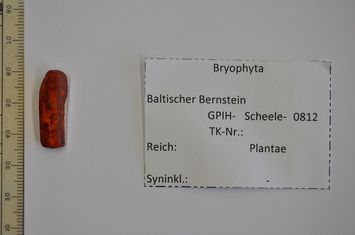 Bryophyta
Baltischer Bernstein
GPIH- Scheele- 0812
TK-Nr.:
Reich: Plantae
Syninkl.: -